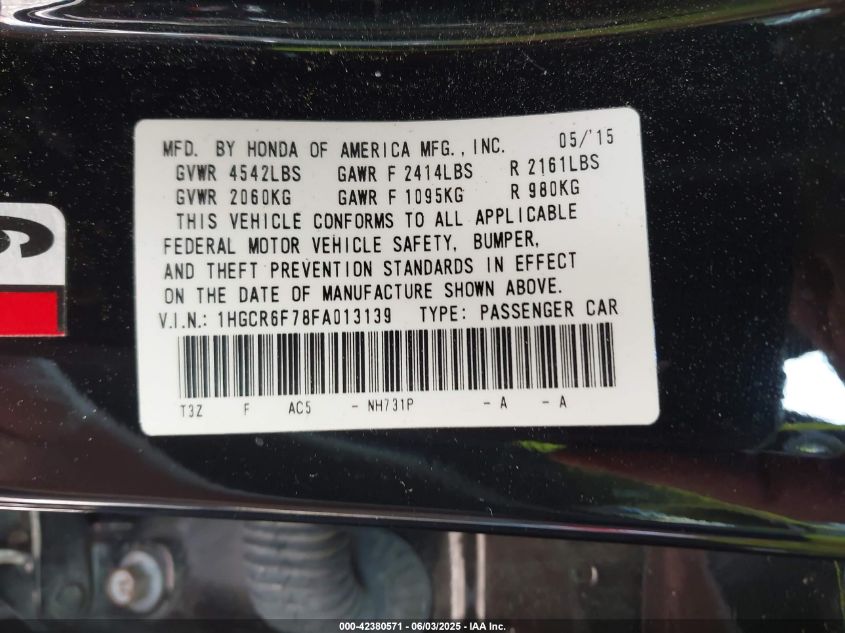 MFD. BY HONDA OF AMERICA MFG., INC. 05/'15
GVWR 4542LBS GAWR F 2414LBS R 2161LBS
GVWR 2060KG GAWR F 1095KG R 980KG
THIS VEHICLE CONFORMS TO ALL APPLICABLE
FEDERAL MOTOR VEHICLE SAFETY, BUMPER,
AND THEFT PREVENTION STANDARDS IN EFFECT
ON THE DATE OF MANUFACTURE SHOWN ABOVE.
V.I.N.: 1HGCR6F78FA013139 TYPE: PASSENGER CAR
T3Z F AC5 - NH731P - A - A
000-42380571 - 06/03/2025 - IAA Inc.